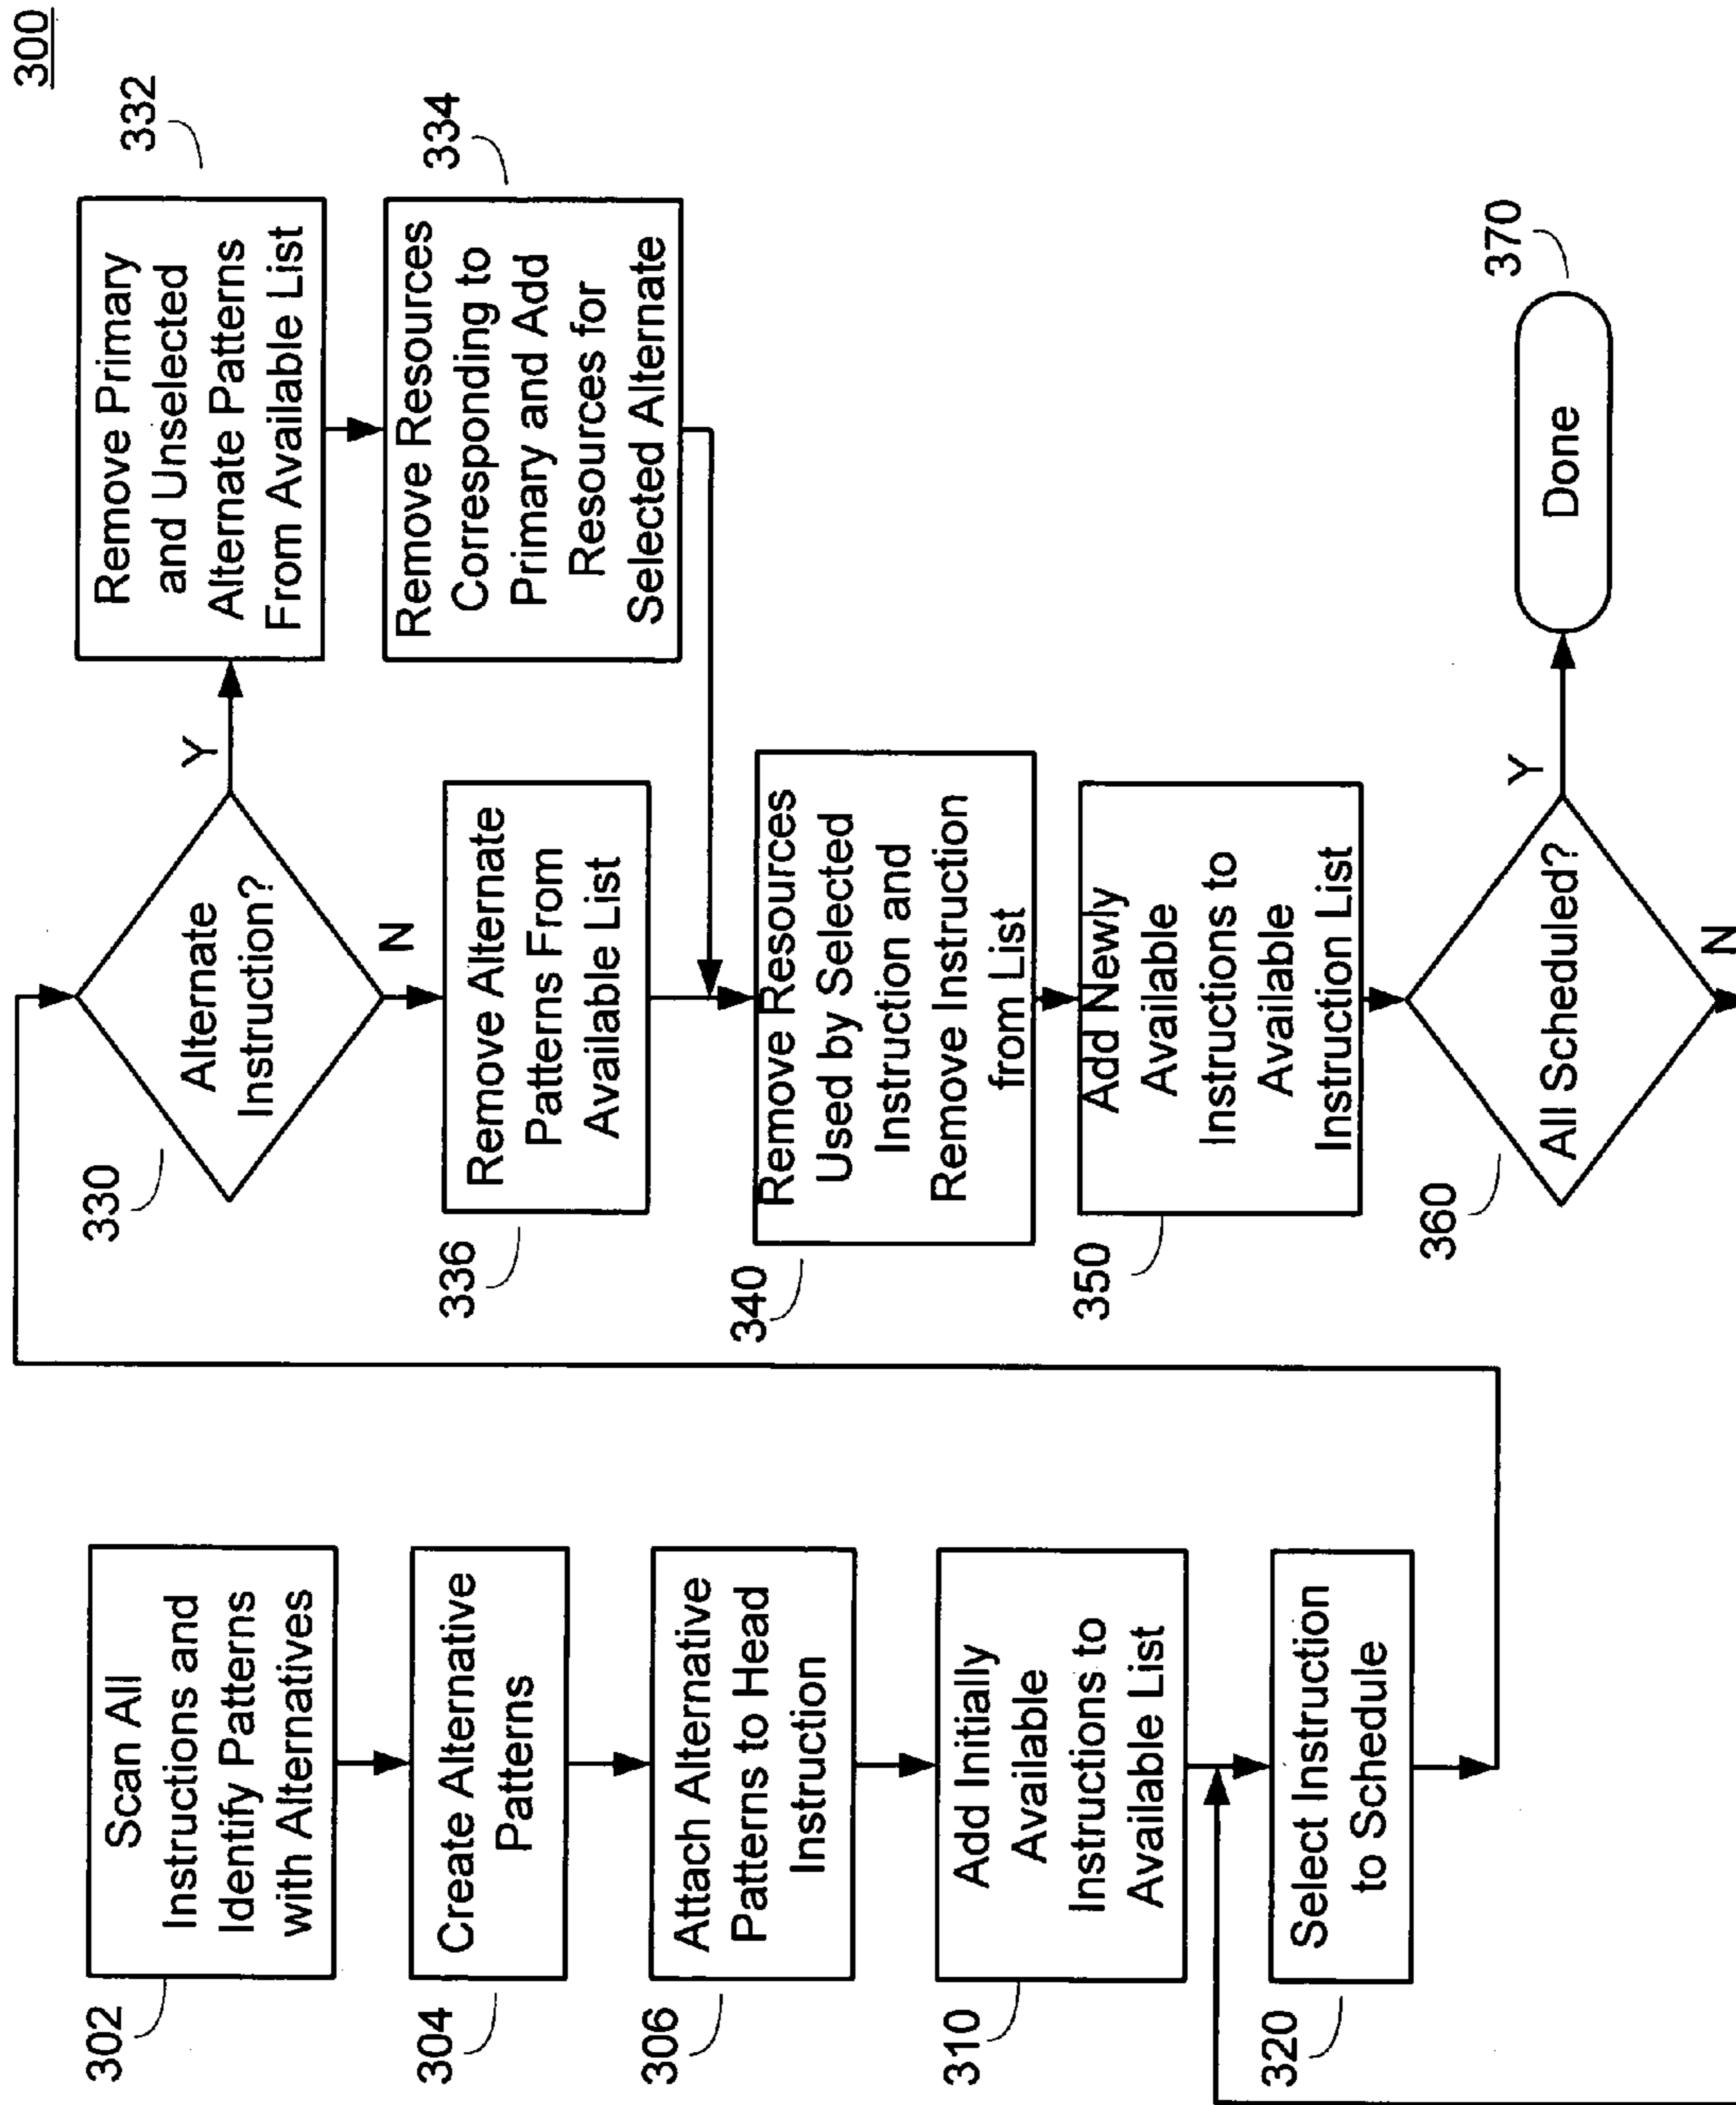 300
302
Scan All
Instructions and
Identify Patterns
with Alternatives
304
Create Alternative
Patterns
306
Attach Alternative
Patterns to Head
Instruction
310
Add Initially
Available
Instructions to
Available List
320
Select Instruction
to Schedule
330
Alternate
Instruction?
Y
N
332
Remove Primary
and Unselected
Alternate Patterns
From Available List
334
Remove Resources
Corresponding to
Primary and Add
Resources for
Selected Alternate
336
Remove Alternate
Patterns From
Available List
340
Remove Resources
Used by Selected
Instruction and
Remove Instruction
from List
350
Add Newly
Available
Instructions to
Available
Instruction List
360
All Scheduled?
Y
N
370
Done